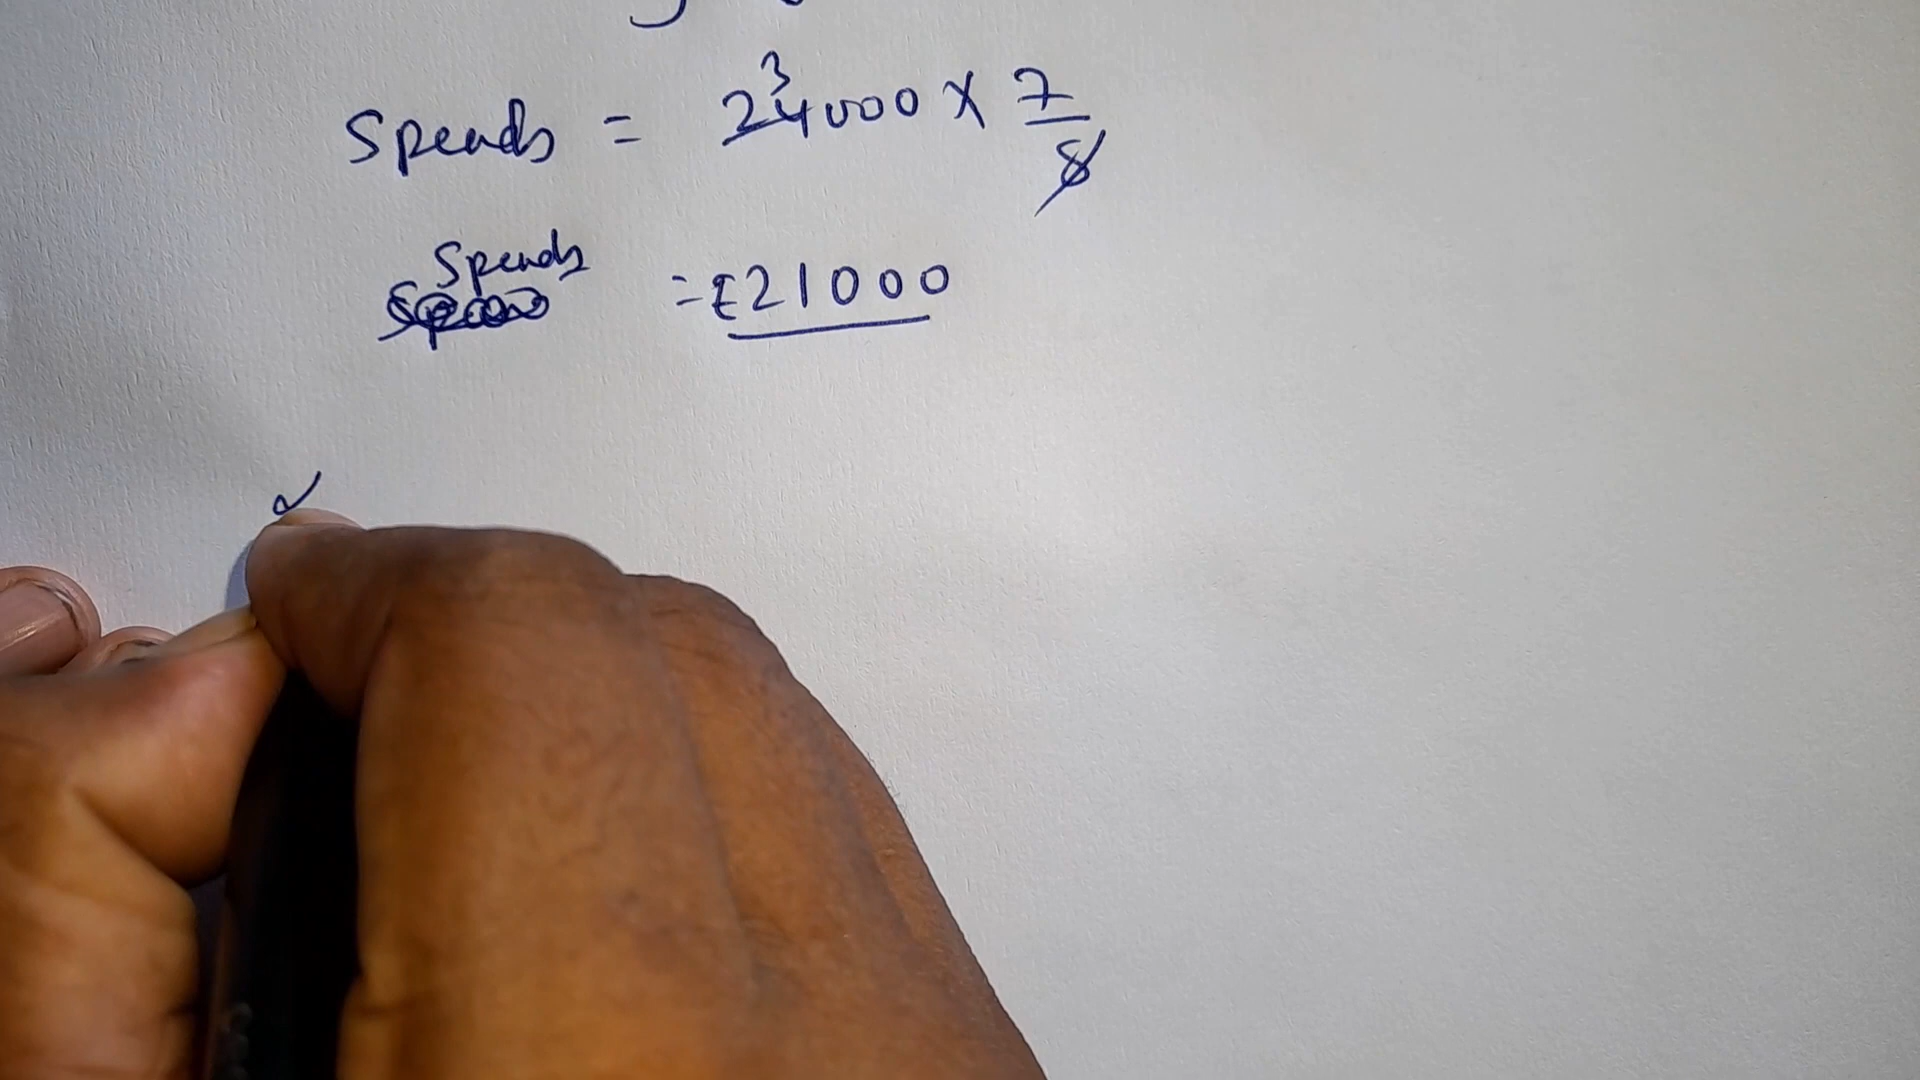 Spends = 24000 × 7/8
3
Spends
= £21000